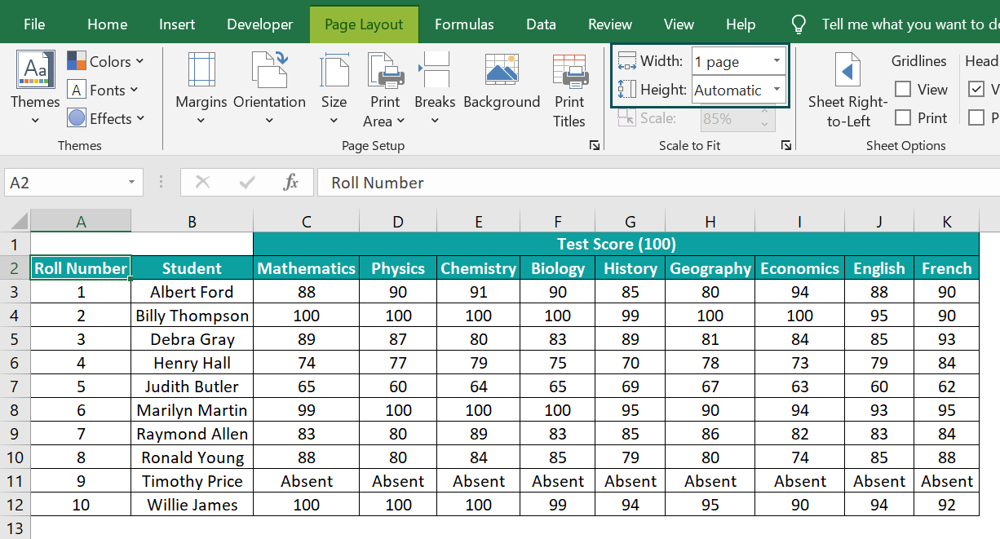 File Home Insert Developer Page Layout Formulas Data Review View Help Tell me what you want to d
Colors Width: 1 page Gridlines Head
Aa Fonts Height: Automatic View V
Themes Margins Orientation Size Print Breaks Background Print Sheet Right-
Effects Area Titles Scale: 85% to-Left Print P
Themes Page Setup Scale to Fit Sheet Options
A2 fx Roll Number
A B C D E F G H I J K
1 Test Score (100)
2 Roll Number Student Mathematics Physics Chemistry Biology History Geography Economics English French
3 1 Albert Ford 88 90 91 90 85 80 94 88 90
4 2 Billy Thompson 100 100 100 100 99 100 100 95 90
5 3 Debra Gray 89 87 80 83 89 81 84 85 93
6 4 Henry Hall 74 77 79 75 70 78 73 79 84
7 5 Judith Butler 65 60 64 65 69 67 63 60 62
8 6 Marilyn Martin 99 100 100 100 95 90 94 93 95
9 7 Raymond Allen 83 80 89 83 85 86 82 83 84
10 8 Ronald Young 88 80 84 85 79 80 74 85 88
11 9 Timothy Price Absent Absent Absent Absent Absent Absent Absent Absent Absent
12 10 Willie James 100 100 100 99 94 95 90 94 92
13